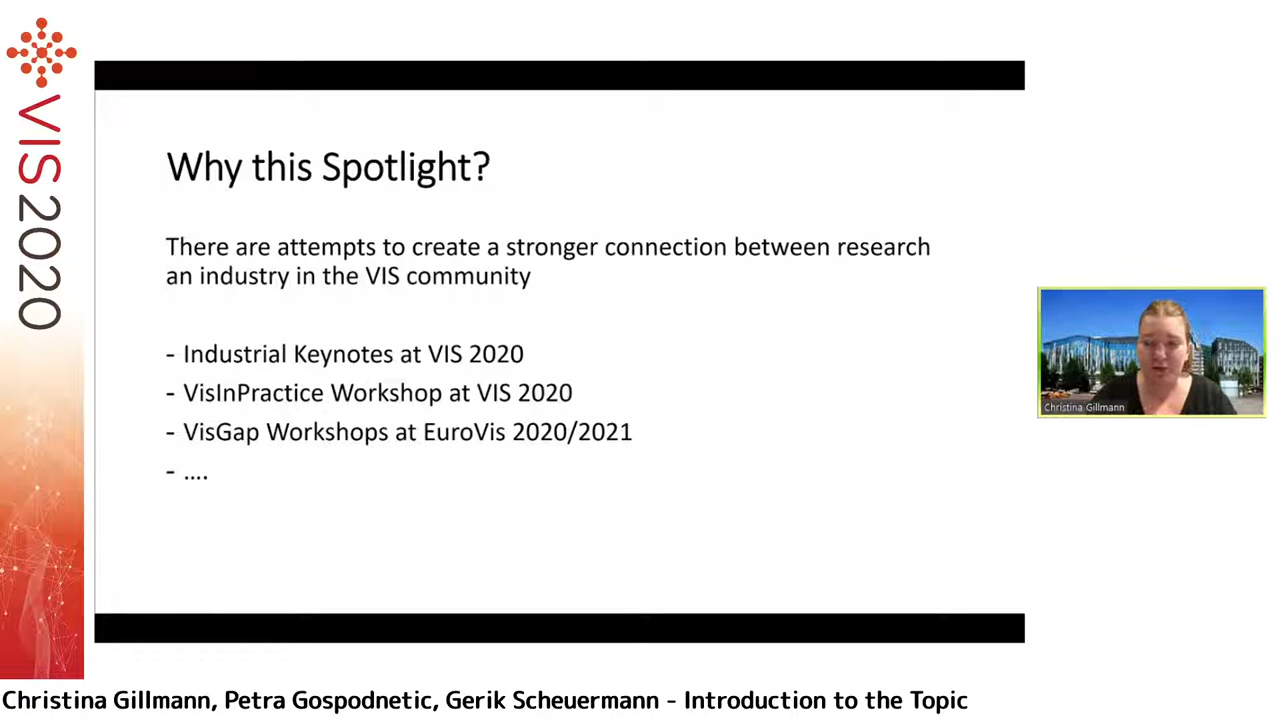 VIS2020
Why this Spotlight?
There are attempts to create a stronger connection between research
an industry in the VIS community
- Industrial Keynotes at VIS 2020
- VisInPractice Workshop at VIS 2020
- VisGap Workshops at EuroVis 2020/2021
- ....
Christina Gillmann
Christina Gillmann, Petra Gospodnetic, Gerik Scheuermann - Introduction to the Topic